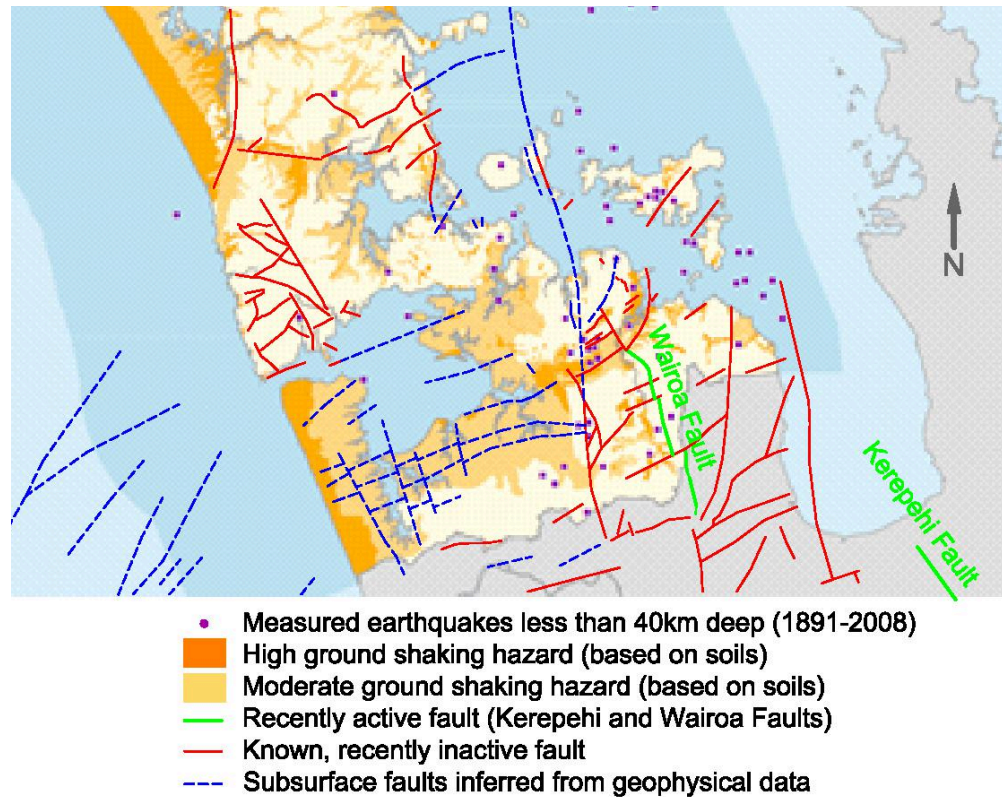 N
Wairoa Fault
Kerepehi Fault
Measured earthquakes less than 40km deep (1891-2008)
High ground shaking hazard (based on soils)
Moderate ground shaking hazard (based on soils)
Recently active fault (Kerepehi and Wairoa Faults)
Known, recently inactive fault
Subsurface faults inferred from geophysical data